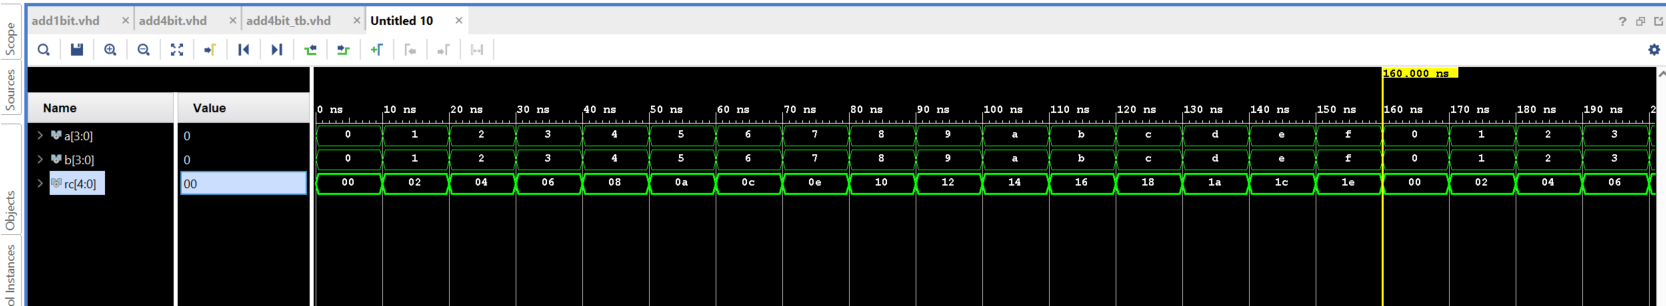 add1bit.vhd × add4bit.vhd × add4bit_tb.vhd × Untitled 10 ×
?
Scope
Sources
Objects
ol Instances
160.000 ns
Name Value
0 ns 10 ns 20 ns 30 ns 40 ns 50 ns 60 ns 70 ns 80 ns 90 ns 100 ns 110 ns 120 ns 130 ns 140 ns 150 ns 160 ns 170 ns 180 ns 190 ns 2
a[3:0] 0 0 1 2 3 4 5 6 7 8 9 a b c d e f 0 1 2 3
b[3:0] 0 0 1 2 3 4 5 6 7 8 9 a b c d e f 0 1 2 3
rc[4:0] 00 00 02 04 06 08 0a 0c 0e 10 12 14 16 18 1a 1c 1e 00 02 04 06